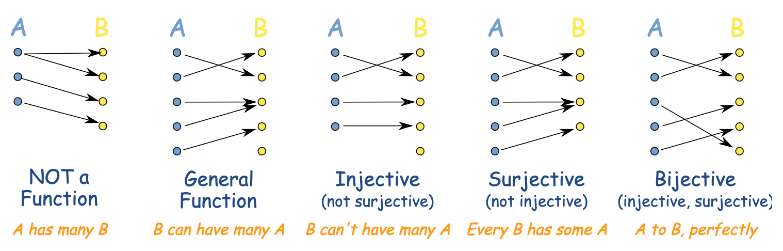 A B A B A B A B A B
NOT a General Injective Surjective Bijective
Function Function (not surjective) (not injective) (injective, surjective)
A has many B B can have many A B can't have many A Every B has some A A to B, perfectly